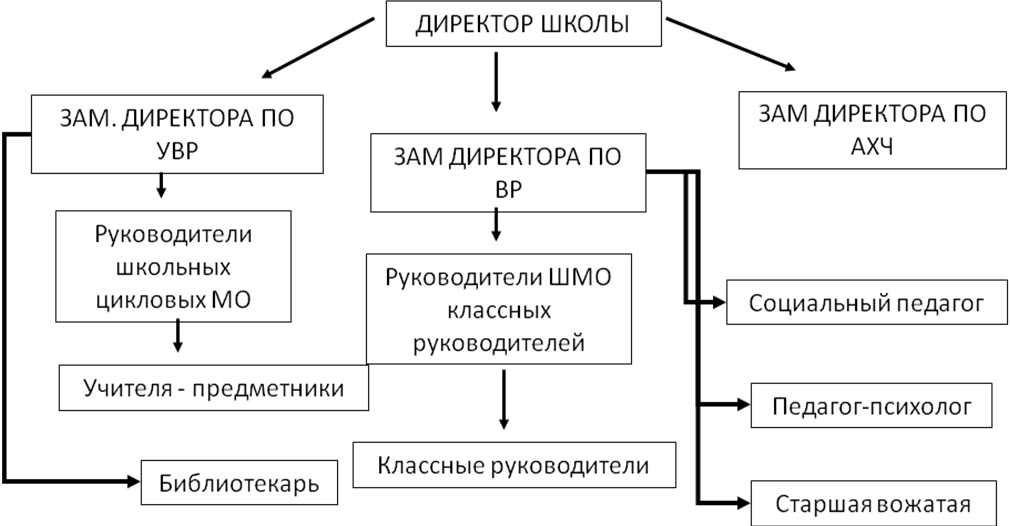 ДИРЕКТОР ШКОЛЫ
ЗАМ. ДИРЕКТОРА ПО
УВР
ЗАМ ДИРЕКТОРА ПО
ВР
ЗАМ ДИРЕКТОРА ПО
АХЧ
Руководители
школьных
цикловых МО
Руководители ШМО
классных
руководителей
Социальный педагог
Учителя - предметники
Педагог-психолог
Классные руководители
Библиотекарь
Старшая вожатая